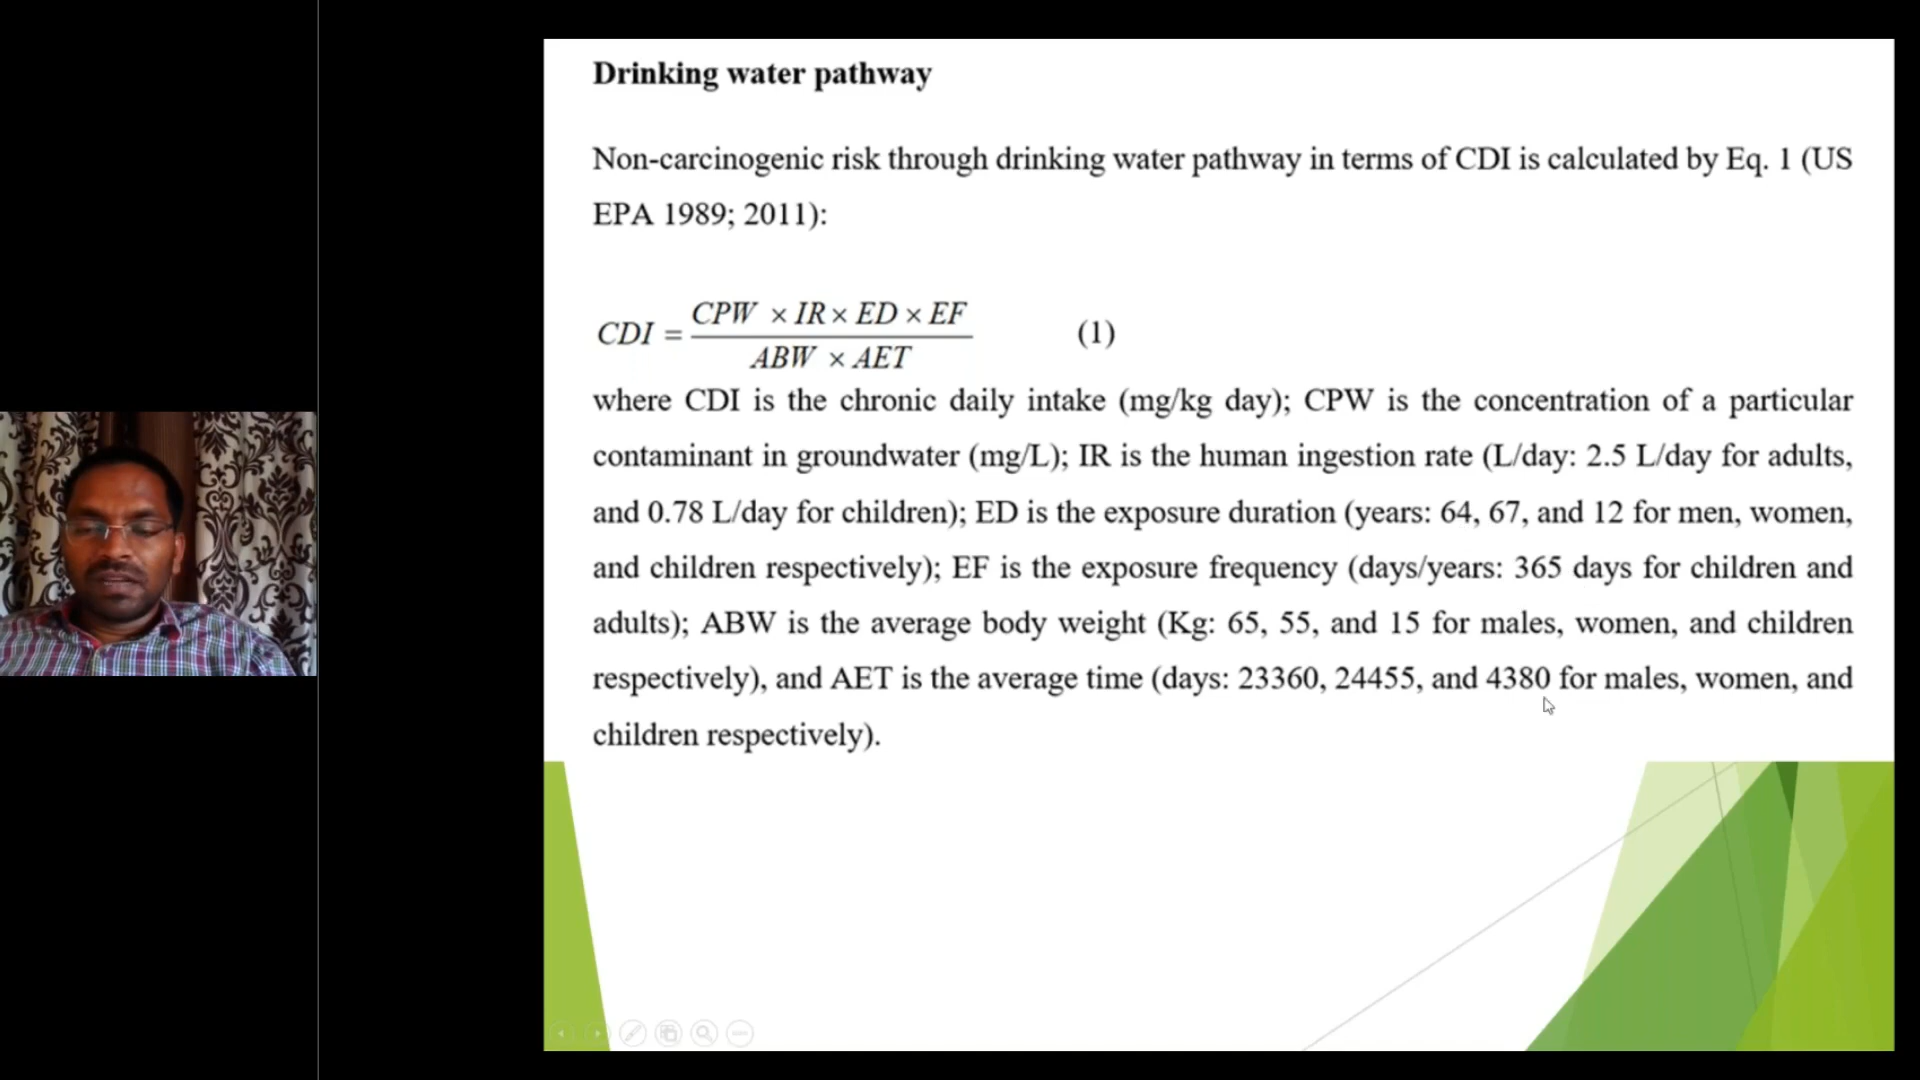 Drinking water pathway
Non-carcinogenic risk through drinking water pathway in terms of CDI is calculated by Eq. 1 (US
EPA 1989; 2011):
CDI = CPW × IR × ED × EF / ABW × AET (1)
where CDI is the chronic daily intake (mg/kg day); CPW is the concentration of a particular
contaminant in groundwater (mg/L); IR is the human ingestion rate (L/day: 2.5 L/day for adults,
and 0.78 L/day for children); ED is the exposure duration (years: 64, 67, and 12 for men, women,
and children respectively); EF is the exposure frequency (days/years: 365 days for children and
adults); ABW is the average body weight (Kg: 65, 55, and 15 for males, women, and children
respectively), and AET is the average time (days: 23360, 24455, and 4380 for males, women, and
children respectively).